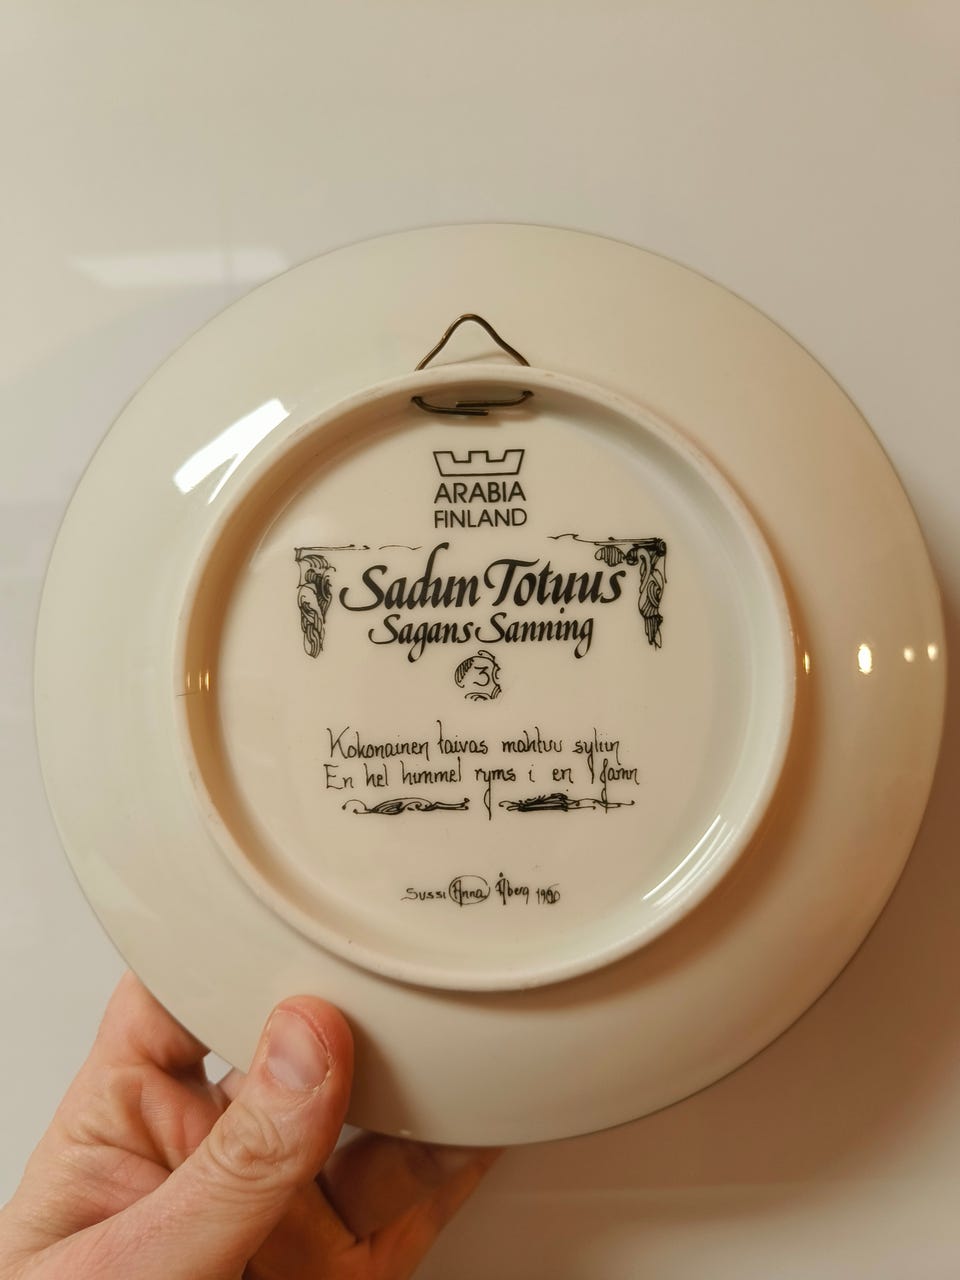 ARABIA
FINLAND
Sadun Totuus
Sagans Sanning
3
Kokonainen taivas mahtuu syliin
En hel himmel ryms i en famn
Sussi Anna Åberg